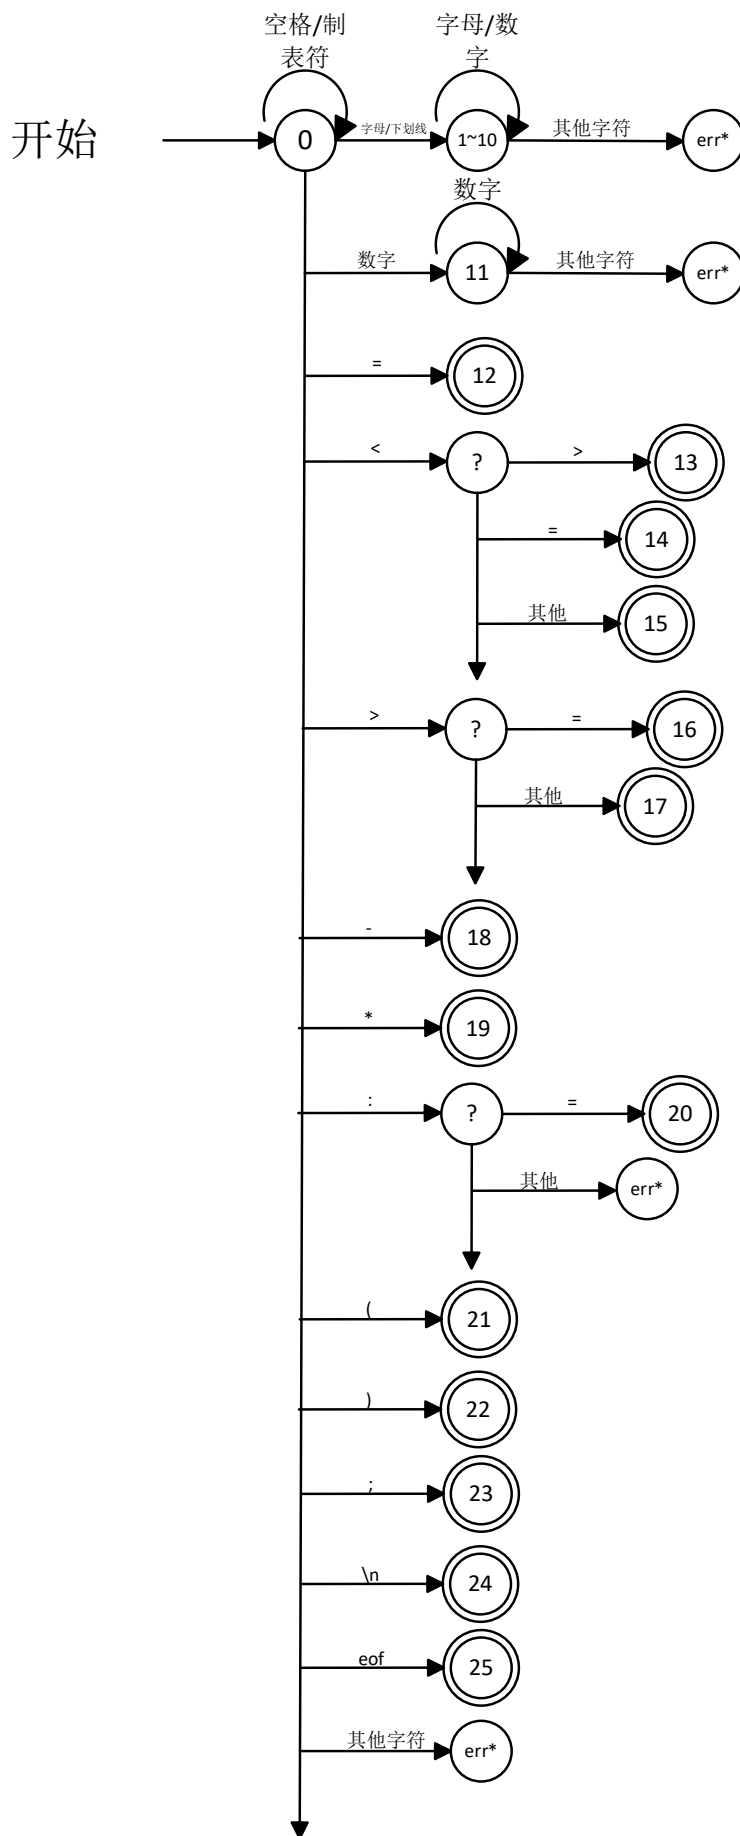 空格/制
表符
字母/数
字
开始
0
字母/下划线
1~10
其他字符
err*
数字
数字
11
其他字符
err*
=
12
<
?
>
13
=
14
其他
15
>
?
=
16
其他
17
-
18
*
19
:
?
=
20
其他
err*
(
21
)
22
;
23
\n
24
eof
25
其他字符
err*